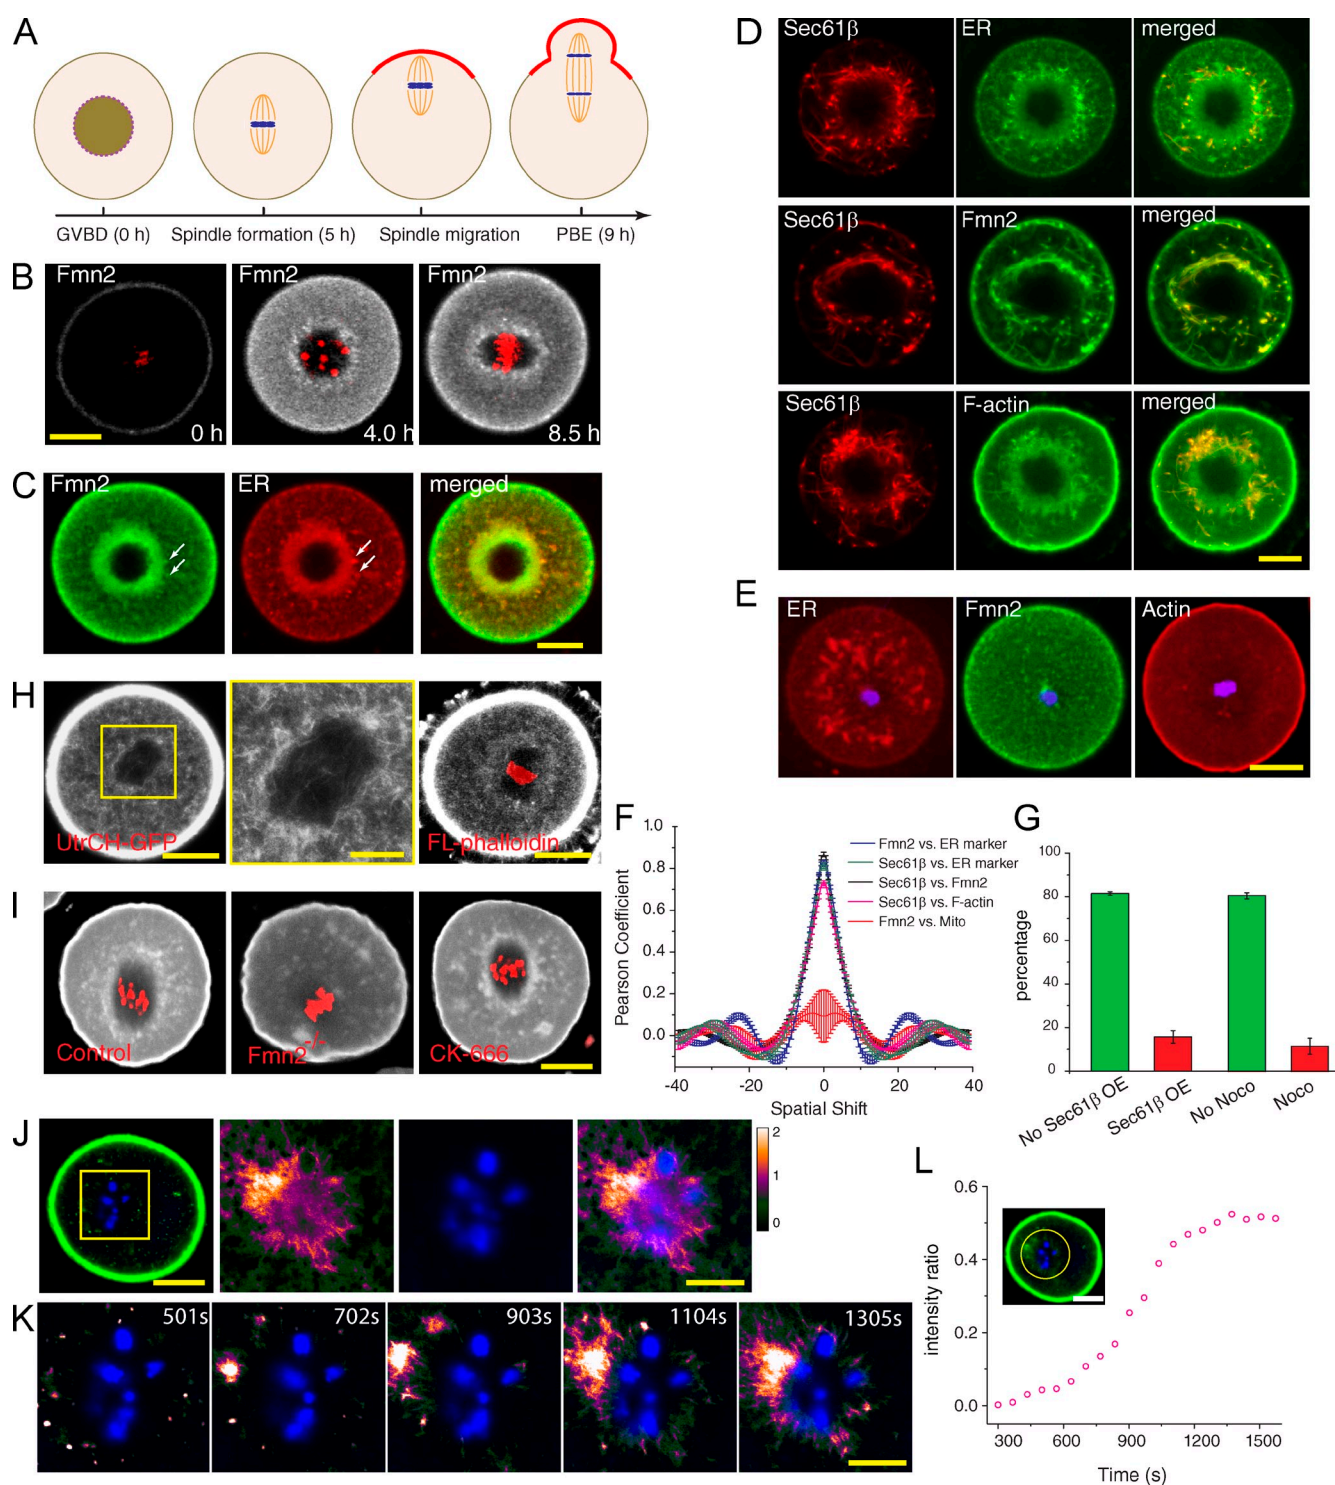 A
GVBD (0 h)
Spindle formation (5 h)
Spindle migration
PBE (9 h)
B
Fmn2
0 h
Fmn2
4.0 h
Fmn2
8.5 h
C
Fmn2
ER
merged
D
Sec61β
ER
merged
Sec61β
Fmn2
merged
Sec61β
F-actin
merged
E
ER
Fmn2
Actin
H
UtrCH-GFP
FL-phalloidin
I
Control
Fmn2-/-
CK-666
F
Pearson Coefficient
1.0
0.8
0.6
0.4
0.2
0.0
-40
-20
0
20
40
Spatial Shift
Fmn2 vs. ER marker
Sec61β vs. ER marker
Sec61β vs. Fmn2
Sec61β vs. F-actin
Fmn2 vs. Mito
G
percentage
100
80
60
40
20
0
No Sec61β OE
Sec61β OE
No Noco
Noco
J
2
1
0
K
501s
702s
903s
1104s
1305s
L
intensity ratio
0.6
0.4
0.2
0.0
300
600
900
1200
1500
Time (s)